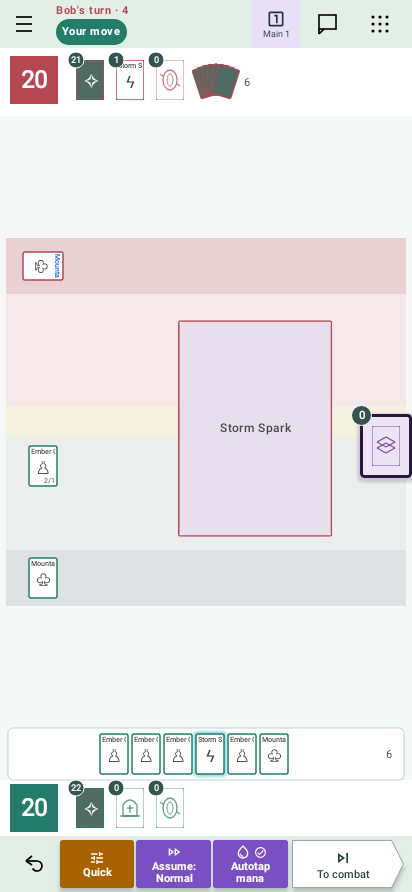 Bob's turn · 4
Your move
1
Main 1
20
21
1
Storm S
0
6
Mounta
Storm Spark
0
Ember (
2/1
Mounta
Ember (
Ember (
Ember (
Storm S
Ember (
Mounta
6
20
22
0
0
Quick
Assume:
Normal
Autotap
mana
To combat